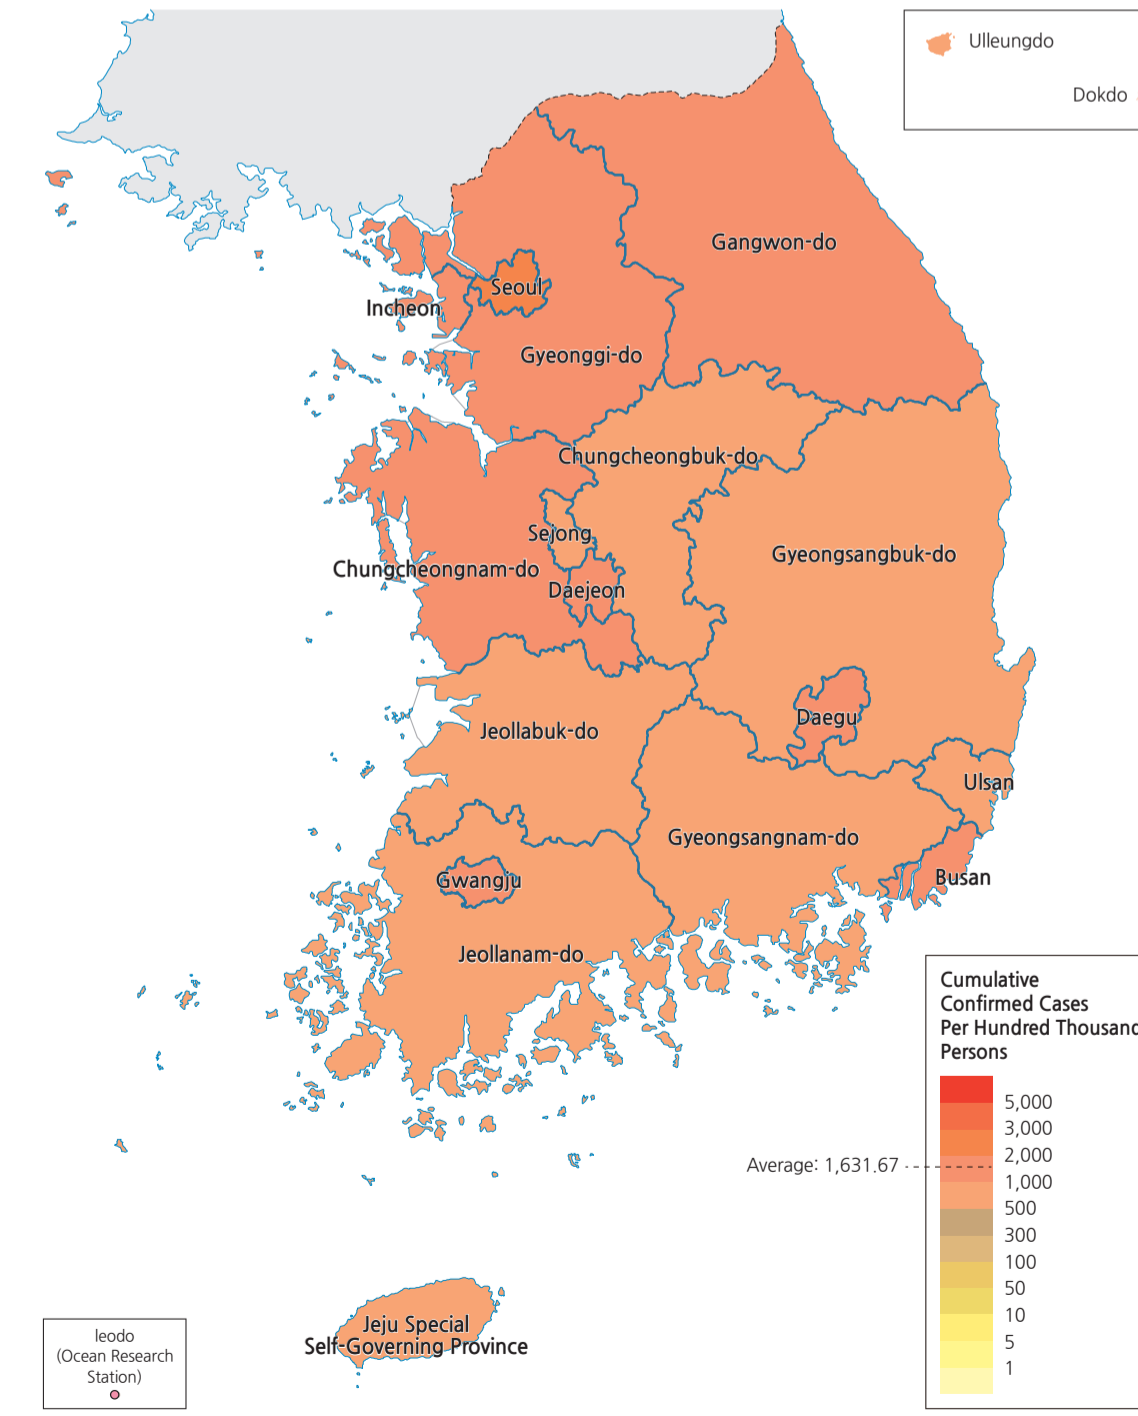 Ulleungdo
Dokdo
Gangwon-do
Seoul
Incheon
Gyeonggi-do
Chungcheongbuk-do
Sejong
Gyeongsangbuk-do
Chungcheongnam-do
Daejeon
Daegu
Jeollabuk-do
Ulsan
Gyeongsangnam-do
Busan
Gwangju
Jeollanam-do
Cumulative
Confirmed Cases
Per Hundred Thousand
Persons
5,000
3,000
2,000
Average: 1,631.67
1,000
500
300
100
50
10
5
1
Jeju Special
Self-Governing Province
Ieodo
(Ocean Research
Station)